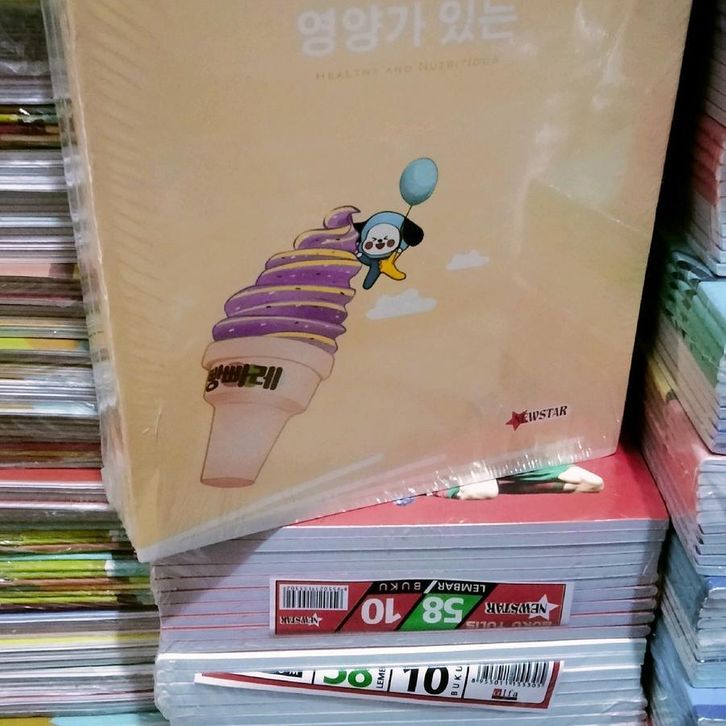 영양가 있는
HEALTHY AND NUTRITIOUS
빵빠레
NEWSTAR
BUKU TULIS
NEWSTAR
58
LEMBAR / BUKU
10
NEWSTAR
58
10
BUKU
alfa